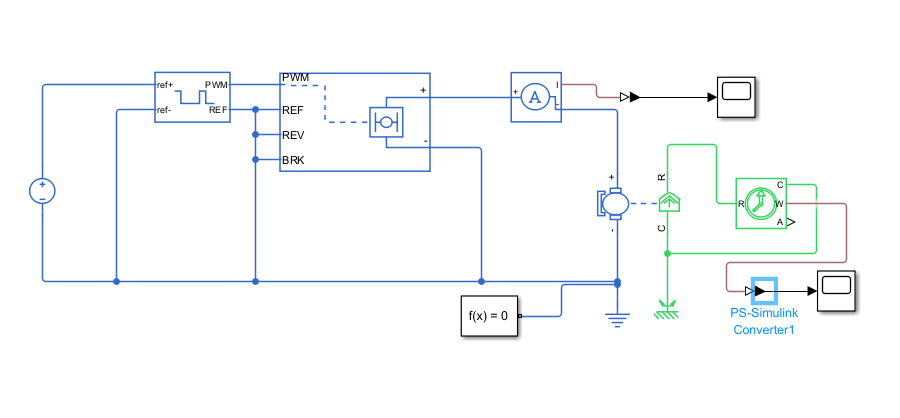 PWM
ref+
PWM
ref-
REF
REF
REV
BRK
+
-
+
A
I
-
+
-
+
-
R
C
R
C
W
A
f(x) = 0
PS-Simulink
Converter1